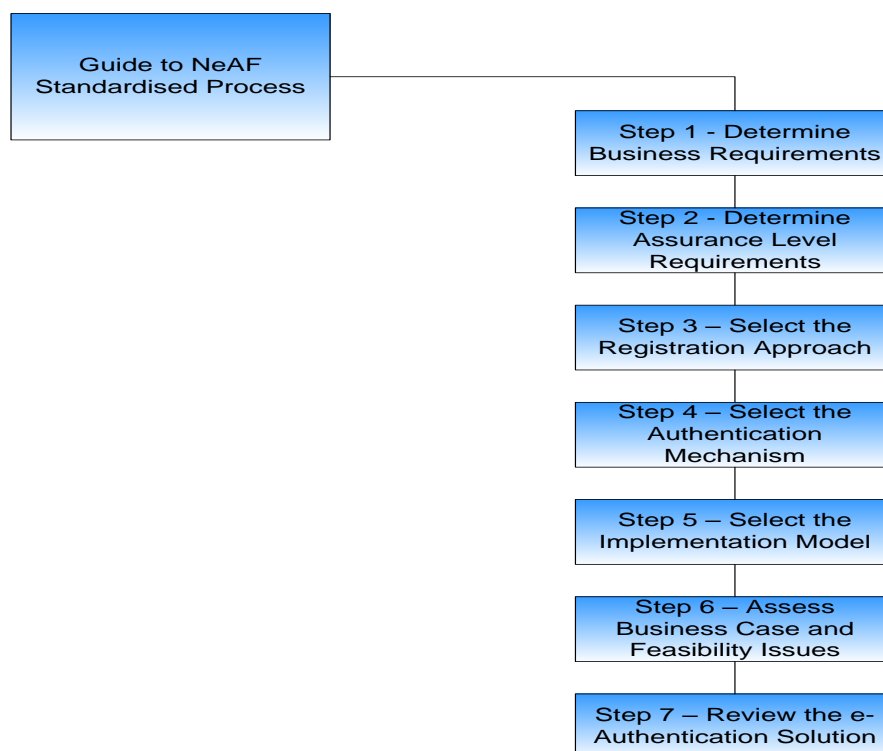 Guide to NeAF
Standardised Process
Step 1 - Determine
Business Requirements
Step 2 - Determine
Assurance Level
Requirements
Step 3 – Select the
Registration Approach
Step 4 – Select the
Authentication
Mechanism
Step 5 – Select the
Implementation Model
Step 6 – Assess
Business Case and
Feasibility Issues
Step 7 – Review the e-
Authentication Solution